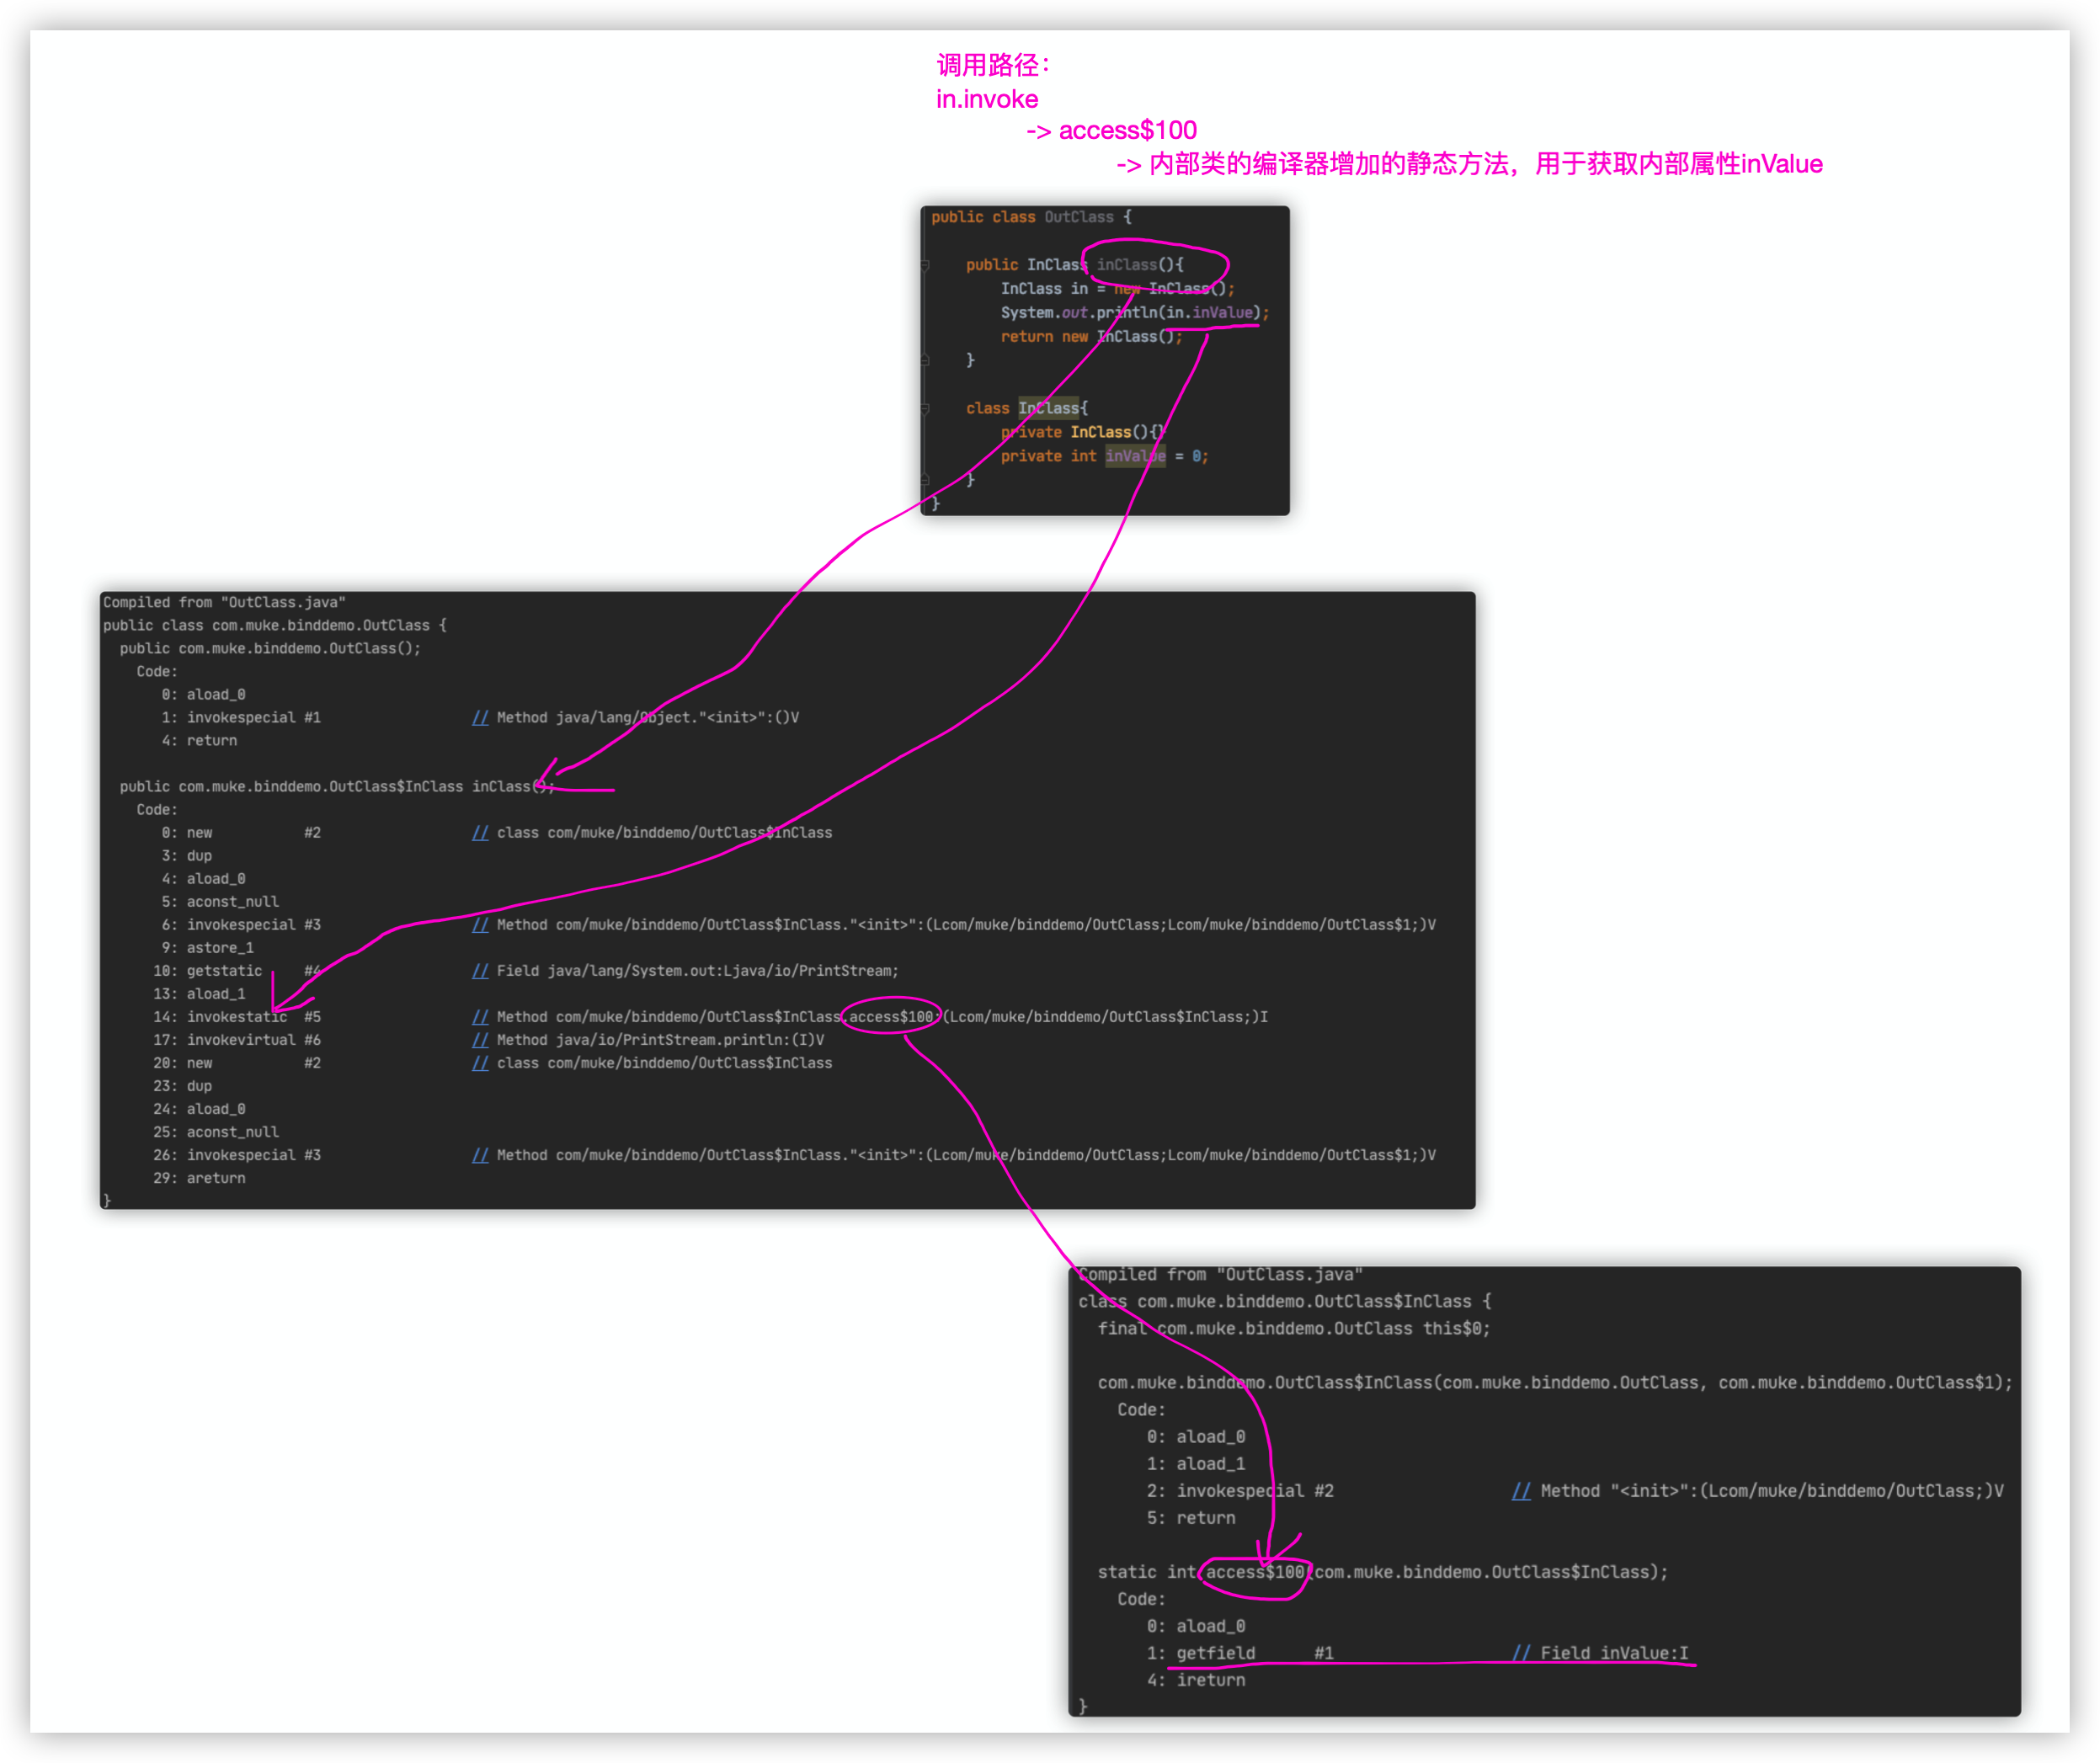 调用路径：
in.invoke
-> access$100
-> 内部类的编译器增加的静态方法，用于获取内部属性inValue
public class OutClass {
public InClass inClass(){
InClass in = new InClass();
System.out.println(in.inValue);
return new InClass();
}
class InClass{
private InClass(){}
private int inValue = 0;
}
}
Compiled from "OutClass.java"
public class com.muke.binddemo.OutClass {
public com.muke.binddemo.OutClass();
Code:
0: aload_0
1: invokespecial #1 // Method java/lang/Object."<init>":()V
4: return
public com.muke.binddemo.OutClass$InClass inClass();
Code:
0: new #2 // class com/muke/binddemo/OutClass$InClass
3: dup
4: aload_0
5: aconst_null
6: invokespecial #3 // Method com/muke/binddemo/OutClass$InClass."<init>":(Lcom/muke/binddemo/OutClass;Lcom/muke/binddemo/OutClass$1;)V
9: astore_1
10: getstatic #4 // Field java/lang/System.out:Ljava/io/PrintStream;
13: aload_1
14: invokestatic #5 // Method com/muke/binddemo/OutClass$InClass.access$100:(Lcom/muke/binddemo/OutClass$InClass;)I
17: invokevirtual #6 // Method java/io/PrintStream.println:(I)V
20: new #2 // class com/muke/binddemo/OutClass$InClass
23: dup
24: aload_0
25: aconst_null
26: invokespecial #3 // Method com/muke/binddemo/OutClass$InClass."<init>":(Lcom/muke/binddemo/OutClass;Lcom/muke/binddemo/OutClass$1;)V
29: areturn
}
Compiled from "OutClass.java"
class com.muke.binddemo.OutClass$InClass {
final com.muke.binddemo.OutClass this$0;
com.muke.binddemo.OutClass$InClass(com.muke.binddemo.OutClass, com.muke.binddemo.OutClass$1);
Code:
0: aload_0
1: aload_1
2: invokespecial #2 // Method "<init>":(Lcom/muke/binddemo/OutClass;)V
5: return
static int access$100(com.muke.binddemo.OutClass$InClass);
Code:
0: aload_0
1: getfield #1 // Field inValue:I
4: ireturn
}